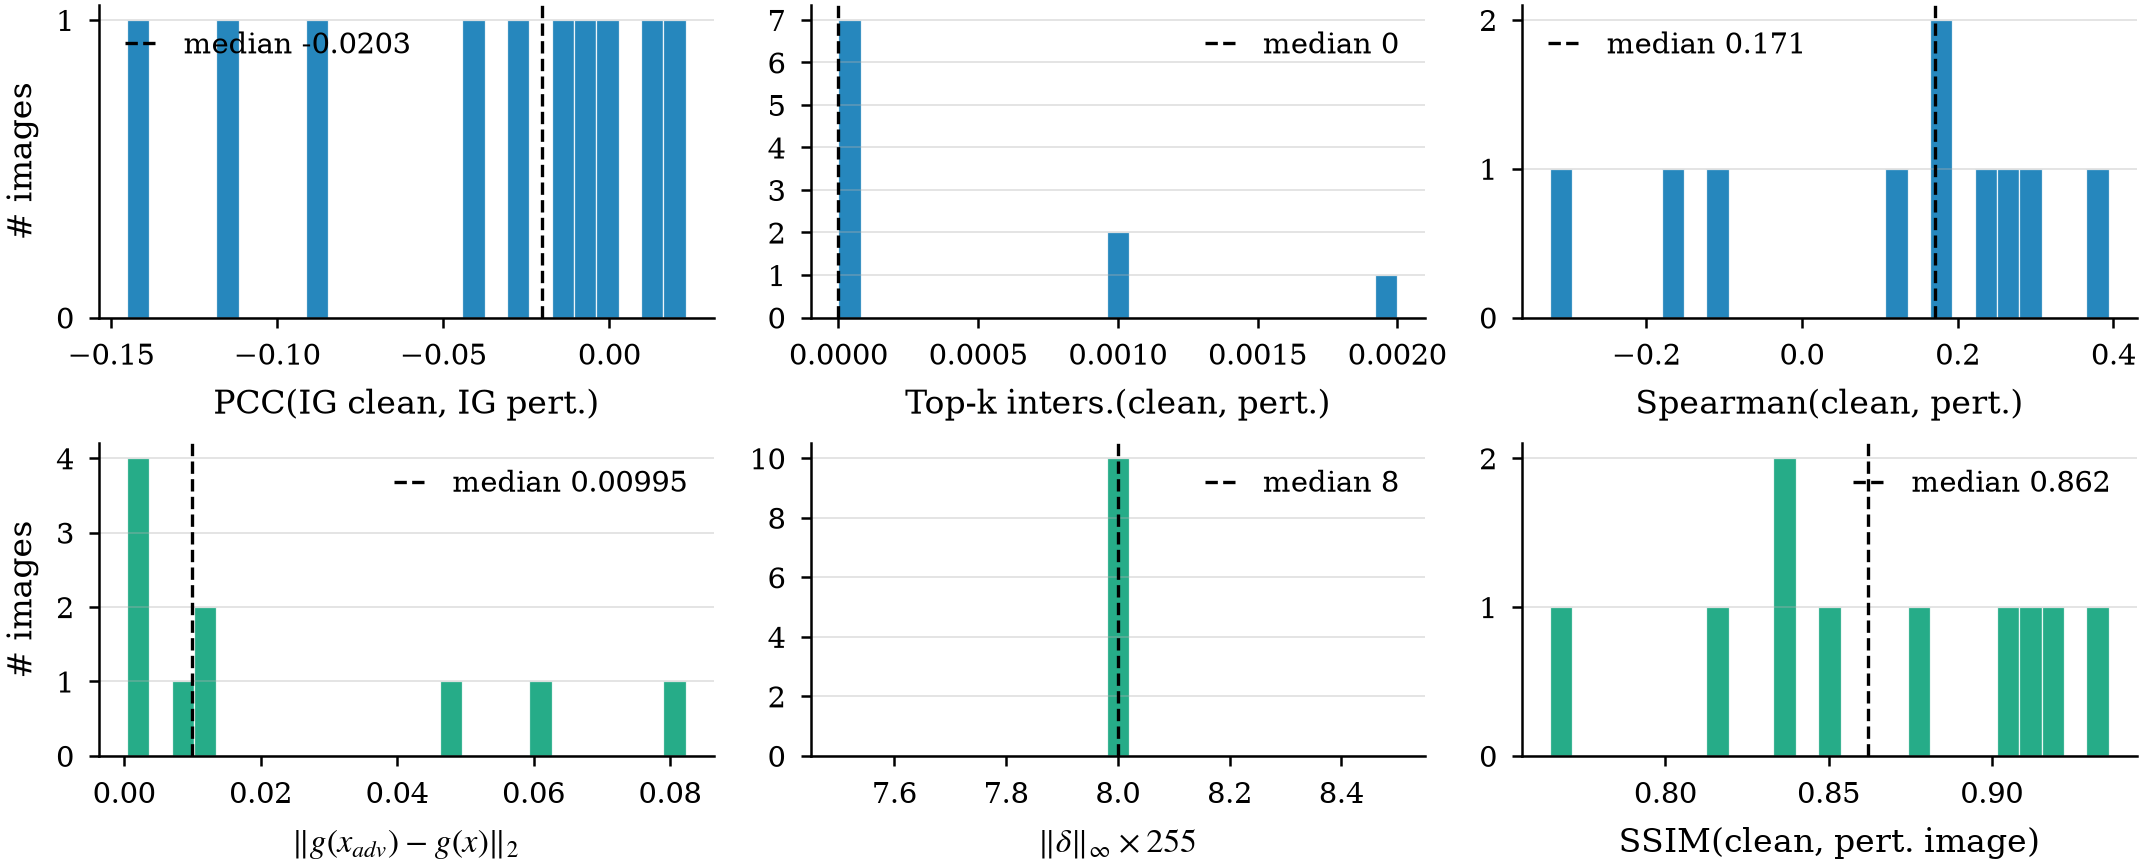 # images
1
0
median -0.0203
−0.15 −0.10 −0.05 0.00
PCC(IG clean, IG pert.)
7
6
5
4
3
2
1
0
median 0
0.0000 0.0005 0.0010 0.0015 0.0020
Top-k inters.(clean, pert.)
2
1
0
median 0.171
−0.2 0.0 0.2 0.4
Spearman(clean, pert.)
# images
4
3
2
1
0
median 0.00995
0.00 0.02 0.04 0.06 0.08
‖g(x_adv) − g(x)‖₂
10
8
6
4
2
0
median 8
7.6 7.8 8.0 8.2 8.4
‖δ‖∞ × 255
2
1
0
median 0.862
0.80 0.85 0.90
SSIM(clean, pert. image)